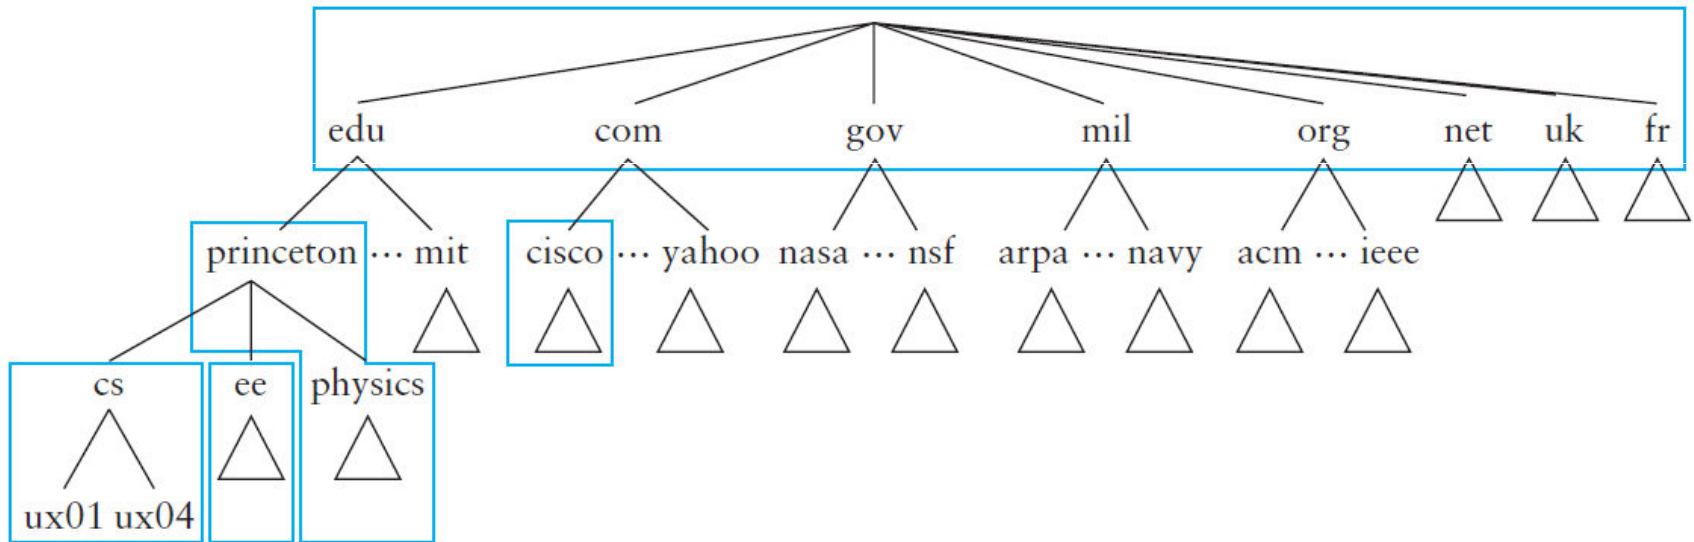 edu com gov mil org net uk fr
princeton ... mit cisco ... yahoo nasa ... nsf arpa ... navy acm ... ieee
cs ee physics
ux01 ux04